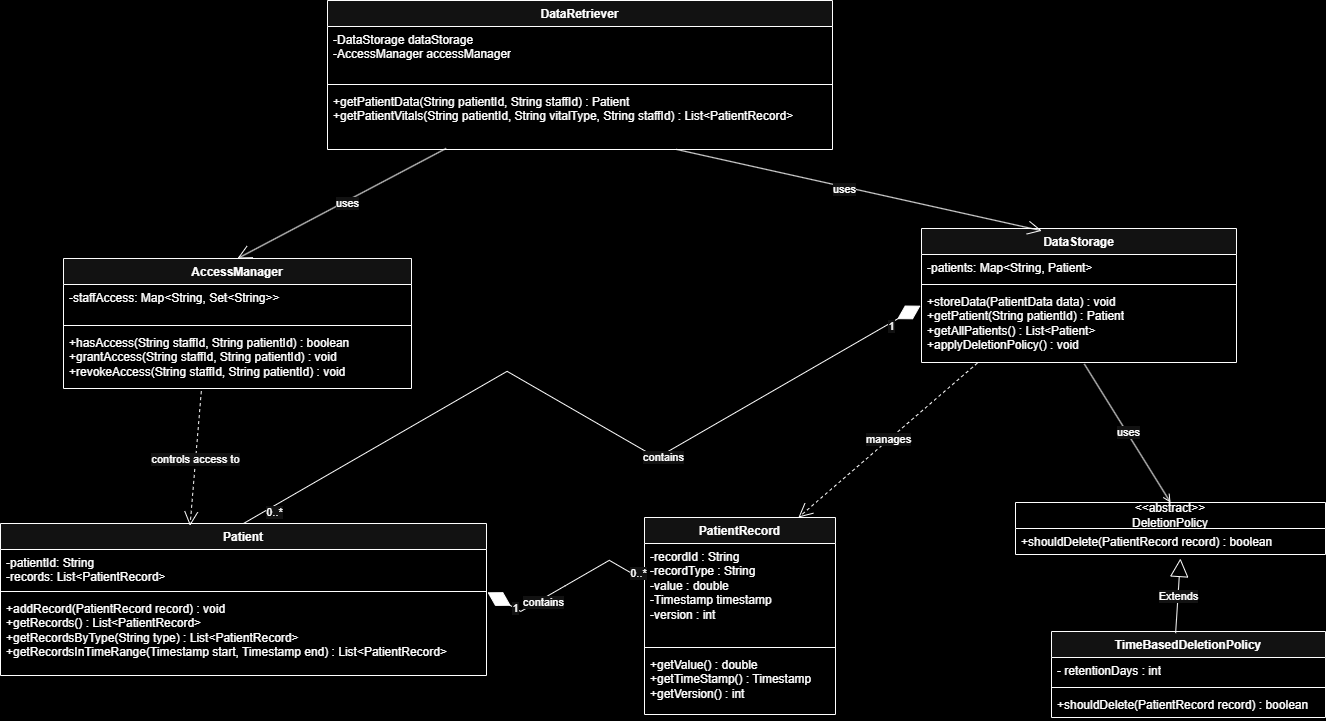 DataRetriever
-DataStorage dataStorage
-AccessManager accessManager
+getPatientData(String patientId, String staffId) : Patient
+getPatientVitals(String patientId, String vitalType, String staffId) : List<PatientRecord>
uses
uses
AccessManager
-staffAccess: Map<String, Set<String>>
+hasAccess(String staffId, String patientId) : boolean
+grantAccess(String staffId, String patientId) : void
+revokeAccess(String staffId, String patientId) : void
DataStorage
-patients: Map<String, Patient>
+storeData(PatientData data) : void
+getPatient(String patientId) : Patient
+getAllPatients() : List<Patient>
+applyDeletionPolicy() : void
1
contains
0..*
controls access to
manages
uses
Patient
-patientId: String
-records: List<PatientRecord>
+addRecord(PatientRecord record) : void
+getRecords() : List<PatientRecord>
+getRecordsByType(String type) : List<PatientRecord>
+getRecordsInTimeRange(Timestamp start, Timestamp end) : List<PatientRecord>
1
contains
0..*
PatientRecord
-recordId : String
-recordType : String
-value : double
-Timestamp timestamp
-version : int
+getValue() : double
+getTimeStamp() : Timestamp
+getVersion() : int
<<abstract>>
DeletionPolicy
+shouldDelete(PatientRecord record) : boolean
Extends
TimeBasedDeletionPolicy
- retentionDays : int
+shouldDelete(PatientRecord record) : boolean